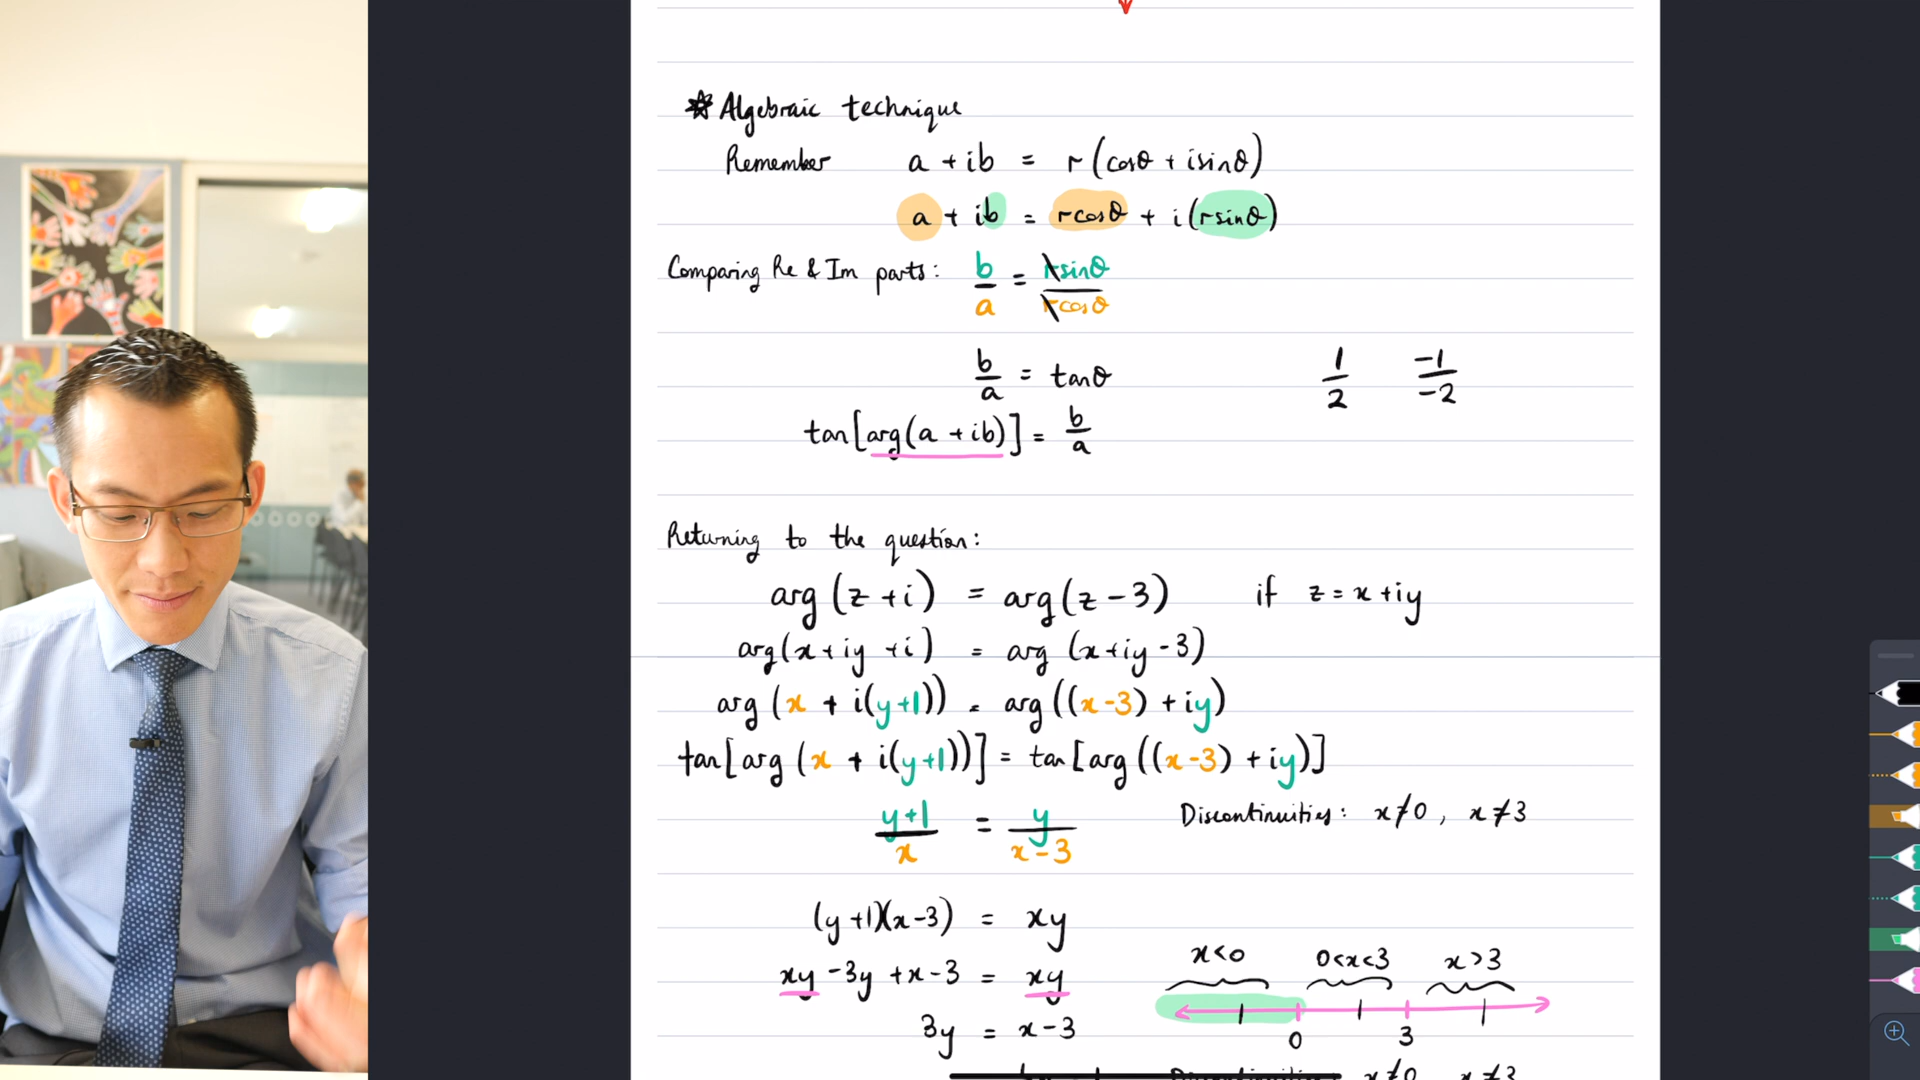 * Algebraic technique
Remember a + ib = r(cosθ + isinθ)
a + ib = rcosθ + i(rsinθ)
Comparing Re & Im parts: b/a = rsinθ/rcosθ
b/a = tanθ 1/2 -1/-2
tan[arg(a + ib)] = b/a
Returning to the question:
arg(z + i) = arg(z - 3) if z = x + iy
arg(x + iy + i) = arg(x + iy - 3)
arg(x + i(y+1)) = arg((x-3) + iy)
tan[arg(x + i(y+1))] = tan[arg((x-3) + iy)]
y+1/x = y/x-3 Discontinuities: x≠0, x≠3
(y+1)(x-3) = xy
x<0 0<x<3 x>3
xy - 3y + x - 3 = xy
3y = x - 3
0 3
x≠0 x≠3